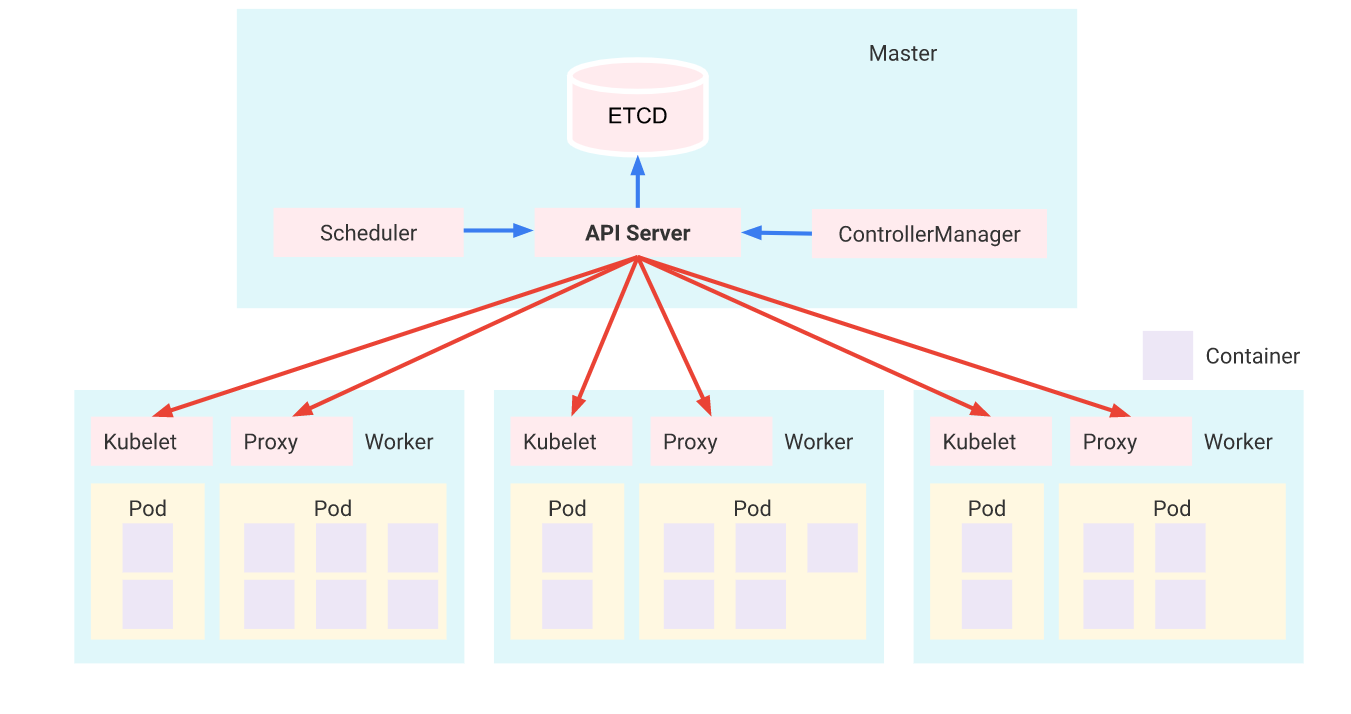 Master
ETCD
Scheduler
API Server
ControllerManager
Container
Kubelet
Proxy
Worker
Kubelet
Proxy
Worker
Kubelet
Proxy
Worker
Pod
Pod
Pod
Pod
Pod
Pod